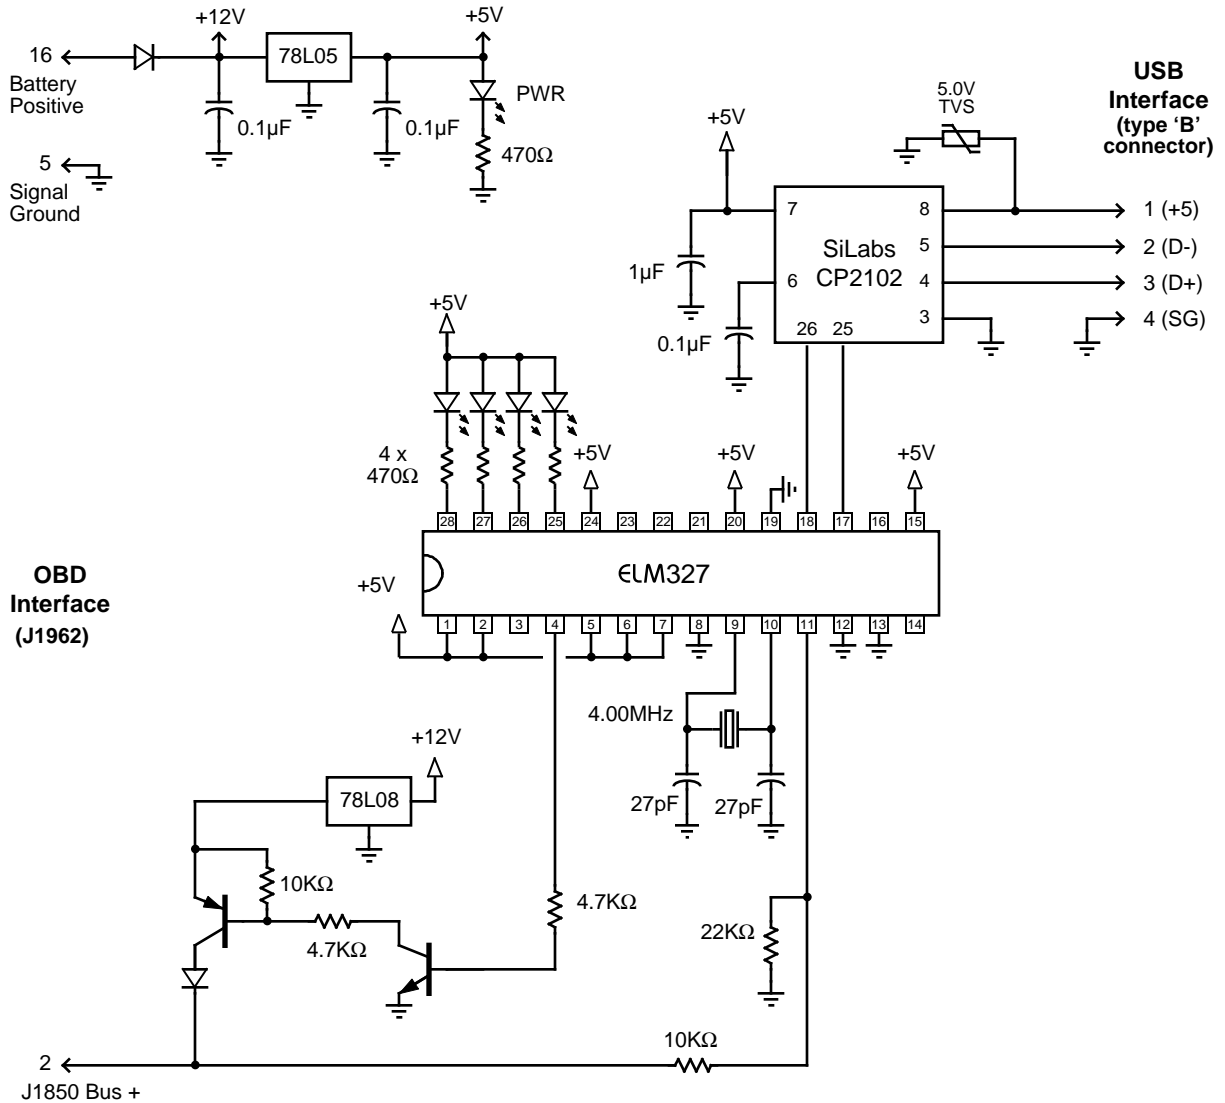 +12V
+5V
16
78L05
Battery
Positive
PWR
0.1µF
0.1µF
470Ω
5
Signal
Ground
USB
Interface
(type ‘B’
connector)
5.0V
TVS
+5V
7
8
1 (+5)
SiLabs
CP2102
5
2 (D-)
1µF
6
4
3 (D+)
3
4 (SG)
26
25
0.1µF
+5V
4 x
470Ω
+5V
+5V
+5V
28
27
26
25
24
23
22
21
20
19
18
17
16
15
ELM327
OBD
Interface
(J1962)
+5V
1
2
3
4
5
6
7
8
9
10
11
12
13
14
4.00MHz
27pF
27pF
+12V
78L08
10KΩ
4.7KΩ
4.7KΩ
22KΩ
10KΩ
2
J1850 Bus +